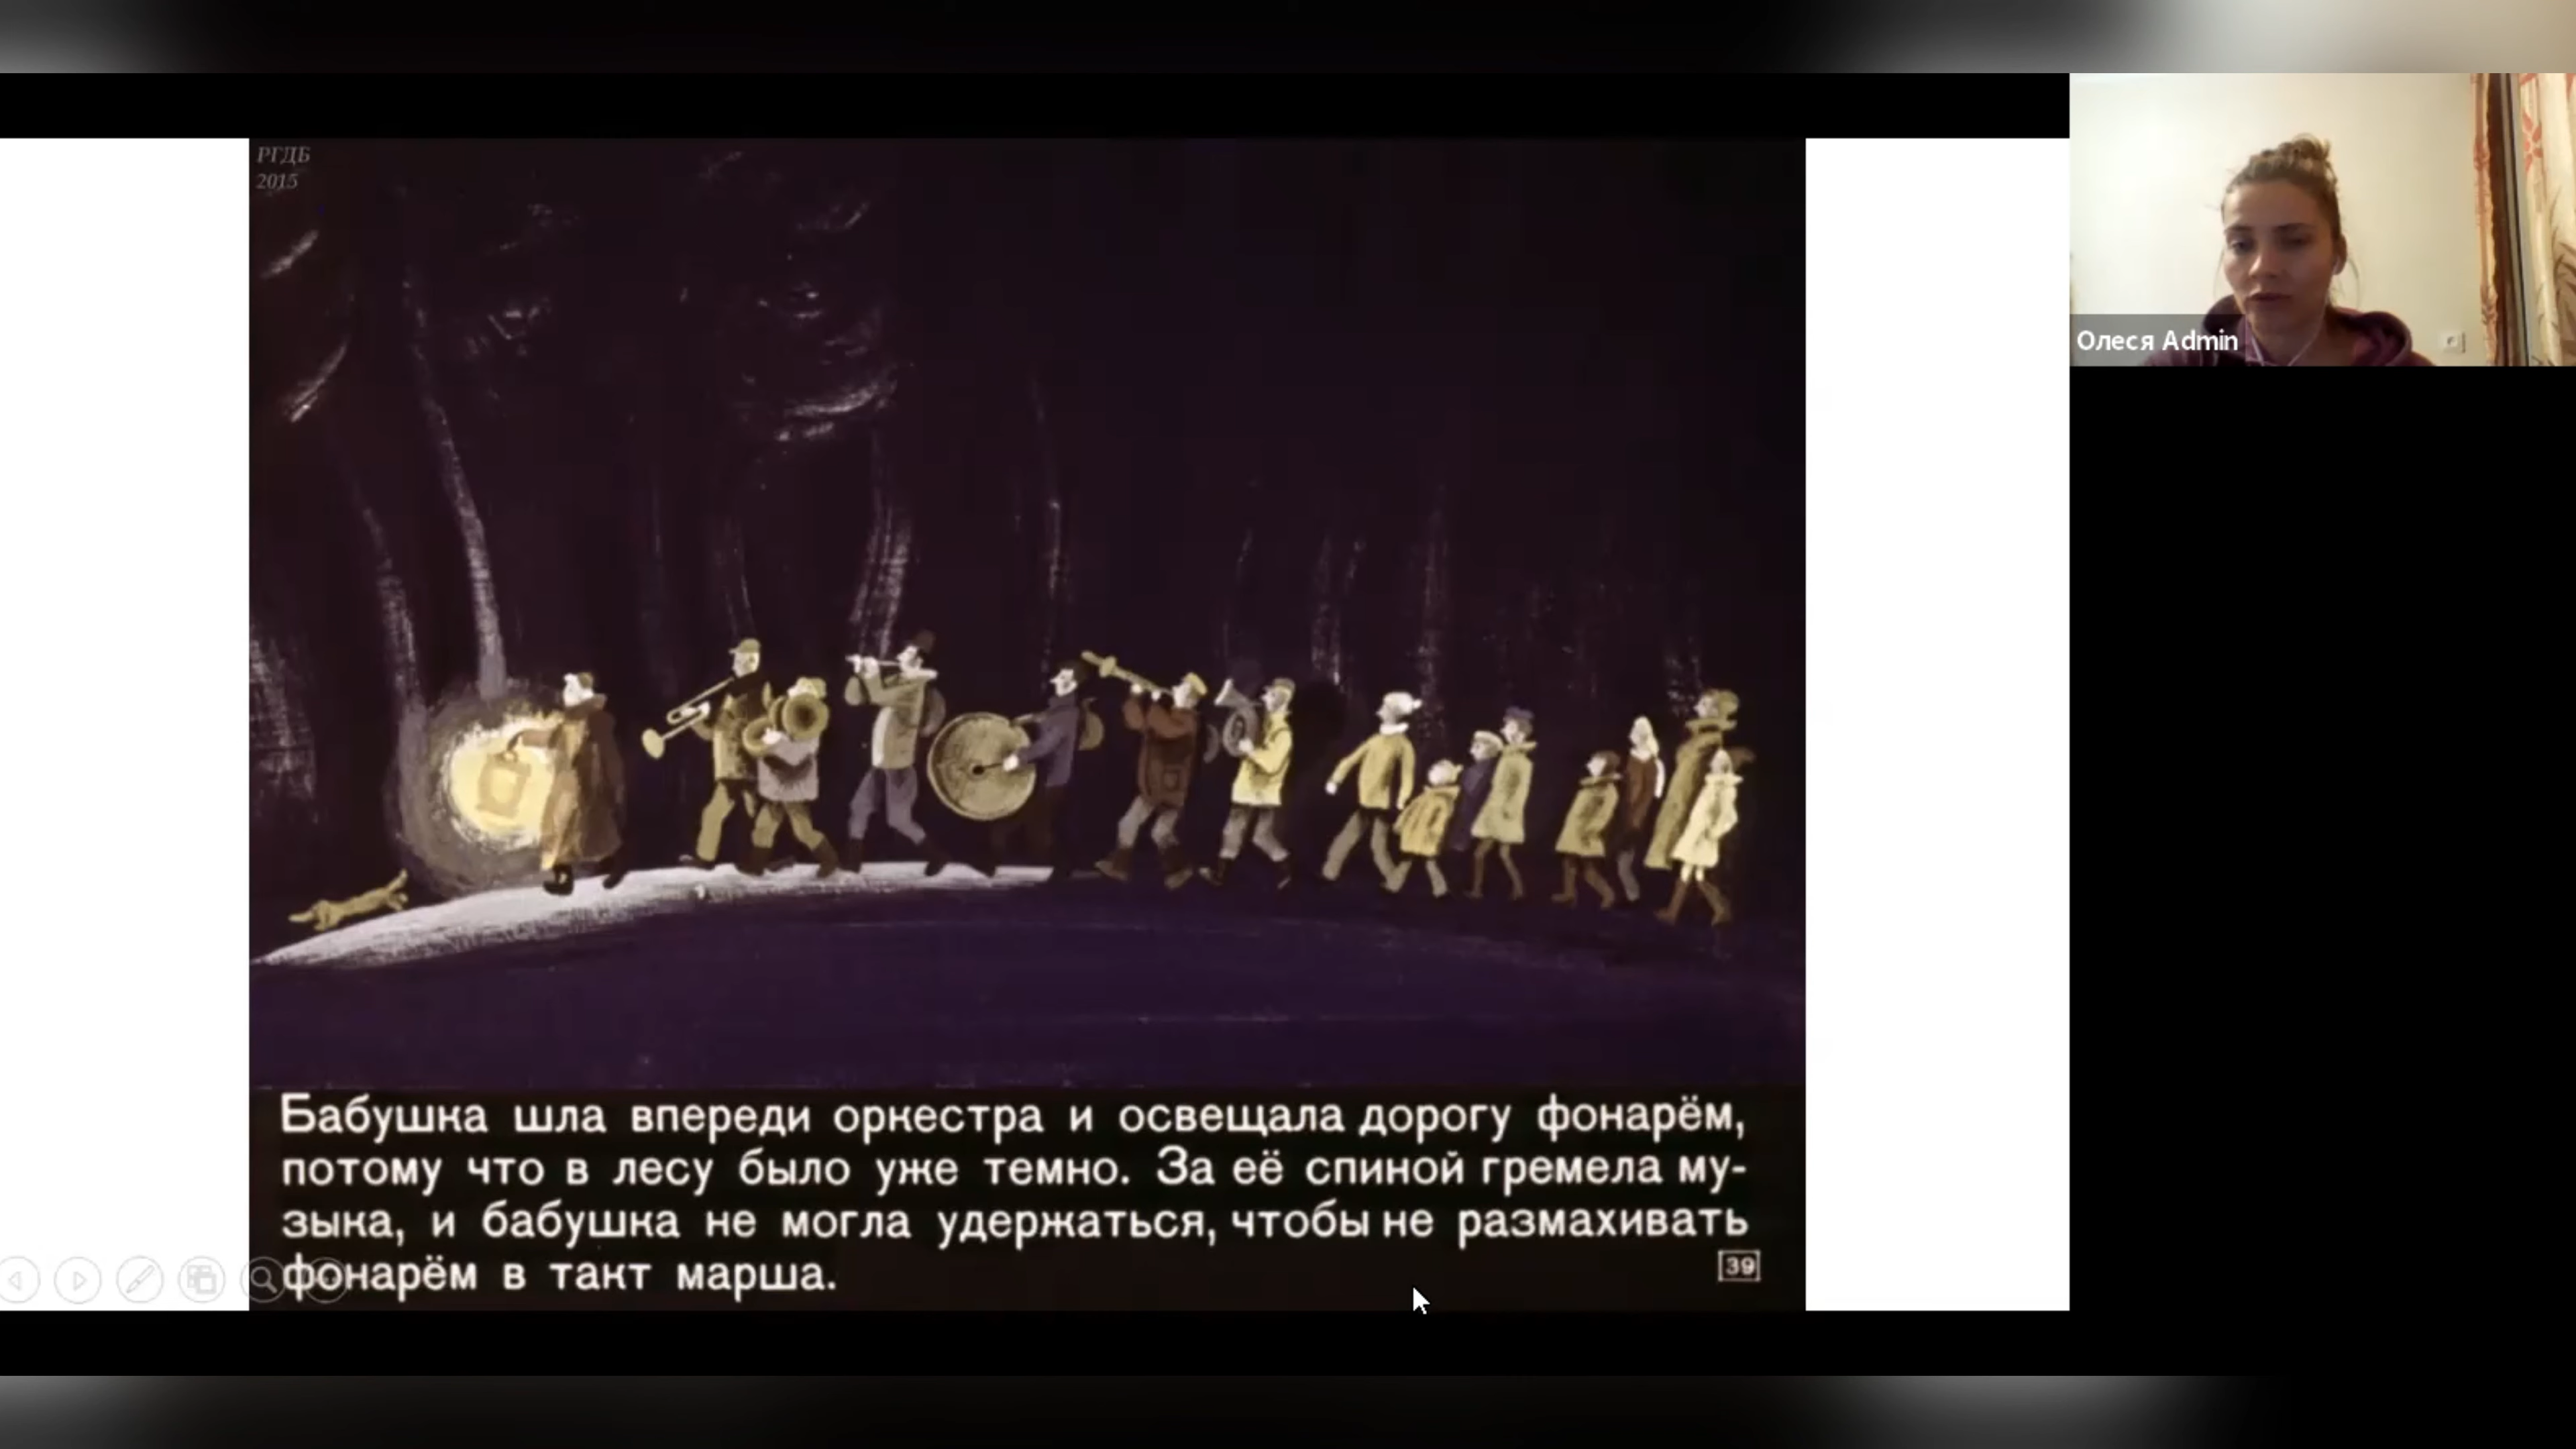 РГДБ
2015
Олеся Admin
Бабушка шла впереди оркестра и освещала дорогу фонарём,
потому что в лесу было уже темно. За её спиной гремела му-
зыка, и бабушка не могла удержаться, чтобы не размахивать
фонарём в такт марша.
39